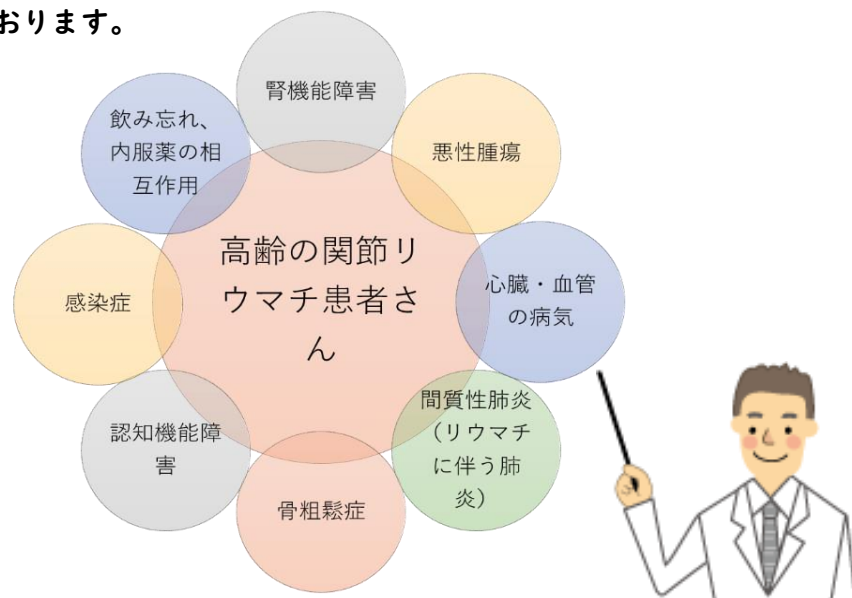 おります。
腎機能障害
悪性腫瘍
心臓・血管
の病気
間質性肺炎
（リウマチ
に伴う肺
炎）
骨粗鬆症
認知機能障
害
感染症
飲み忘れ、
内服薬の相
互作用
高齢の関節リ
ウマチ患者さ
ん